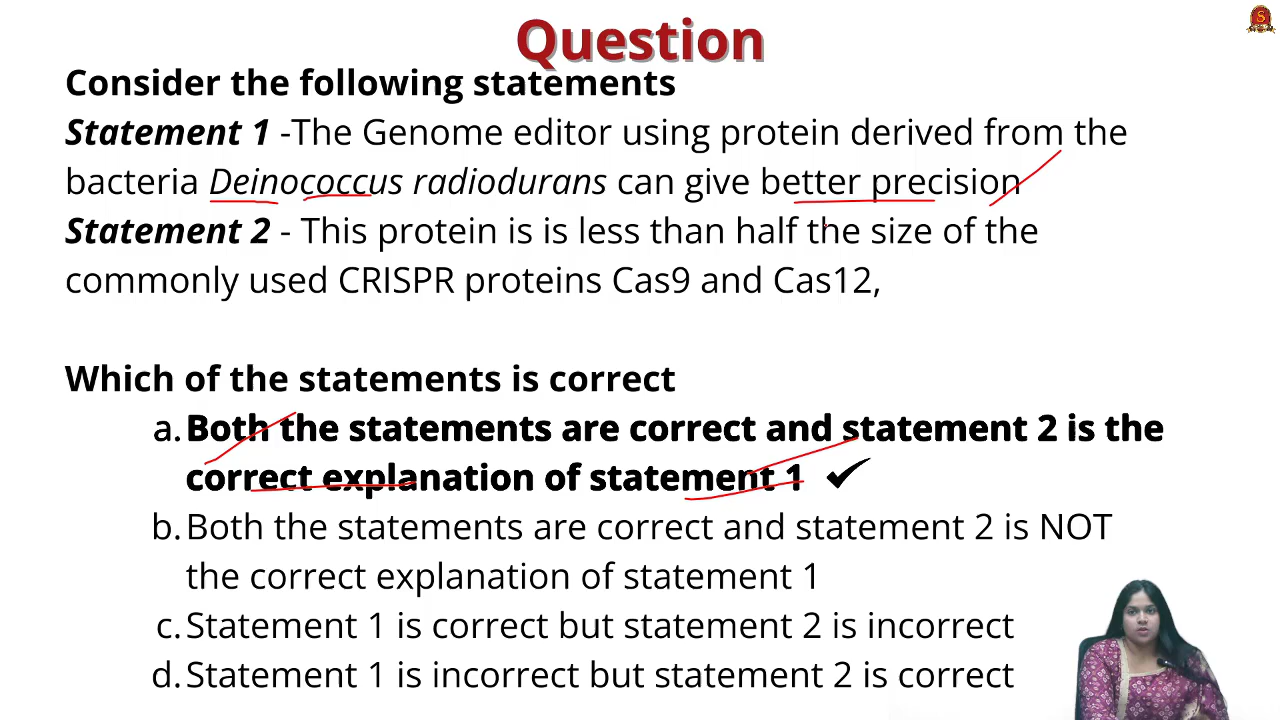 Question
Consider the following statements
Statement 1 -The Genome editor using protein derived from the
bacteria Deinococcus radiodurans can give better precision
Statement 2 - This protein is is less than half the size of the
commonly used CRISPR proteins Cas9 and Cas12,
Which of the statements is correct
a. Both the statements are correct and statement 2 is the
correct explanation of statement 1 ✓
b. Both the statements are correct and statement 2 is NOT
the correct explanation of statement 1
c. Statement 1 is correct but statement 2 is incorrect
d. Statement 1 is incorrect but statement 2 is correct